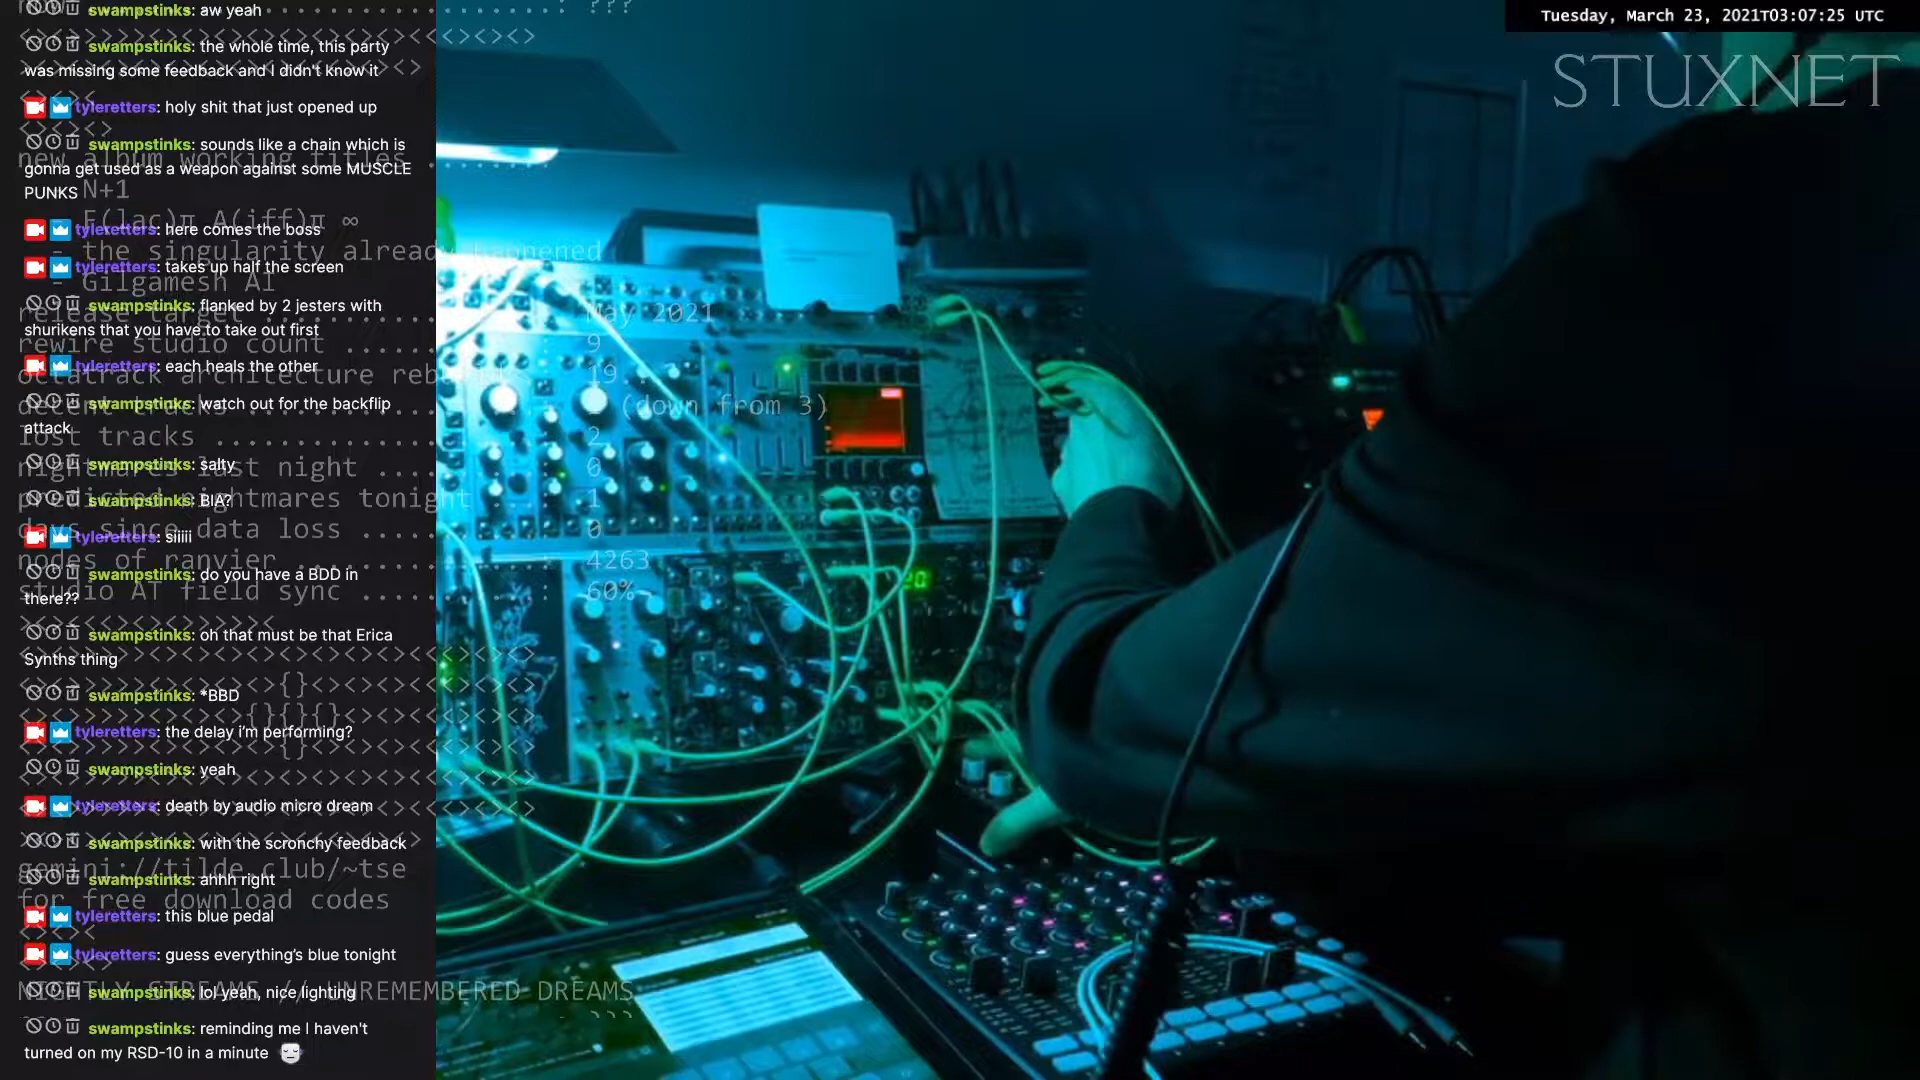 Tuesday, March 23, 2021T03:07:25 UTC
STUXNET
swampstinks: aw yeah
swampstinks: the whole time, this party
was missing some feedback and I didn't know it
tyleretters: holy shit that just opened up
swampstinks: sounds like a chain which is
gonna get used as a weapon against some MUSCLE
PUNKS
tyleretters: here comes the boss
tyleretters: takes up half the screen
swampstinks: flanked by 2 jesters with
shurikens that you have to take out first
tyleretters: each heals the other
swampstinks: watch out for the backflip
attack
swampstinks: salty
swampstinks: BIA?
tyleretters: siiiii
swampstinks: do you have a BDD in
there??
swampstinks: oh that must be that Erica
Synths thing
swampstinks: *BBD
tyleretters: the delay i'm performing?
swampstinks: yeah
tyleretters: death by audio micro dream
swampstinks: with the scronchy feedback
swampstinks: ahhh right
tyleretters: this blue pedal
tyleretters: guess everything's blue tonight
swampstinks: lol yeah, nice lighting
swampstinks: reminding me I haven't
turned on my RSD-10 in a minute
new album working titles
N+1
F(lac)π A(iff)π ∞
- the singularity already happened
- Gilgamesh AI
release target .......... May 2021
rewire studio count ...... 9
octatrack architecture 19...
(down from 3)
lost tracks ............... 2
nightmares last night .... 0
predicted nightmares tonight 1
days since data loss ..... 0
nodes of ranvier .......: 4263
studio AT field sync .....: 60%
{}
{}{}{}
{}
gemini://tilde.club/~tse
for free download codes
NIGHTLY STREAMS // UNREMEMBERED DREAMS